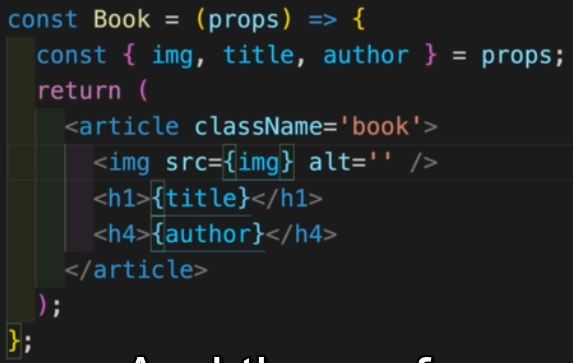 const Book = (props) => {
const { img, title, author } = props;
return (
<article className='book'>
<img src={img} alt='' />
<h1>{title}</h1>
<h4>{author}</h4>
</article>
);
};